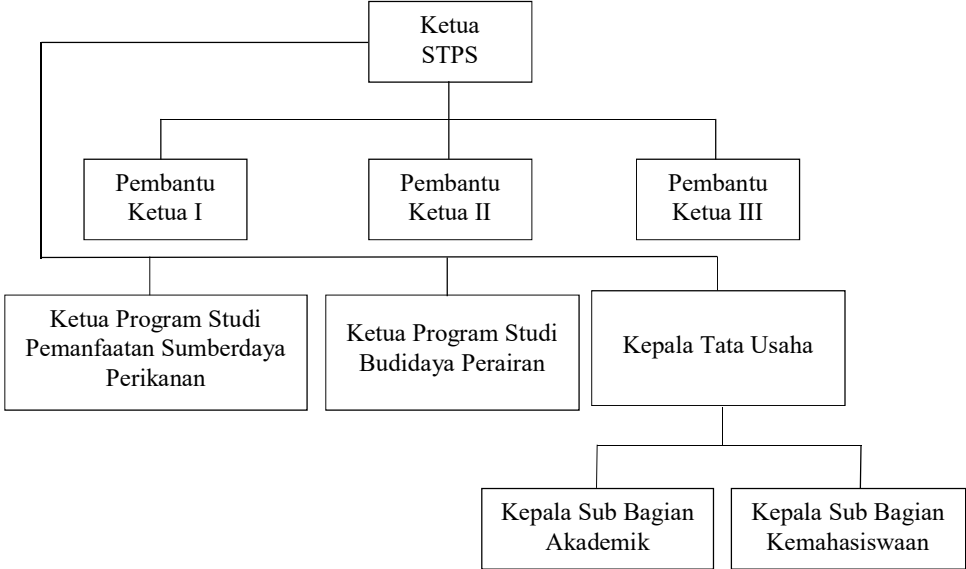 Ketua
STPS
Pembantu
Ketua I
Pembantu
Ketua II
Pembantu
Ketua III
Ketua Program Studi
Pemanfaatan Sumberdaya
Perikanan
Ketua Program Studi
Budidaya Perairan
Kepala Tata Usaha
Kepala Sub Bagian
Akademik
Kepala Sub Bagian
Kemahasiswaan